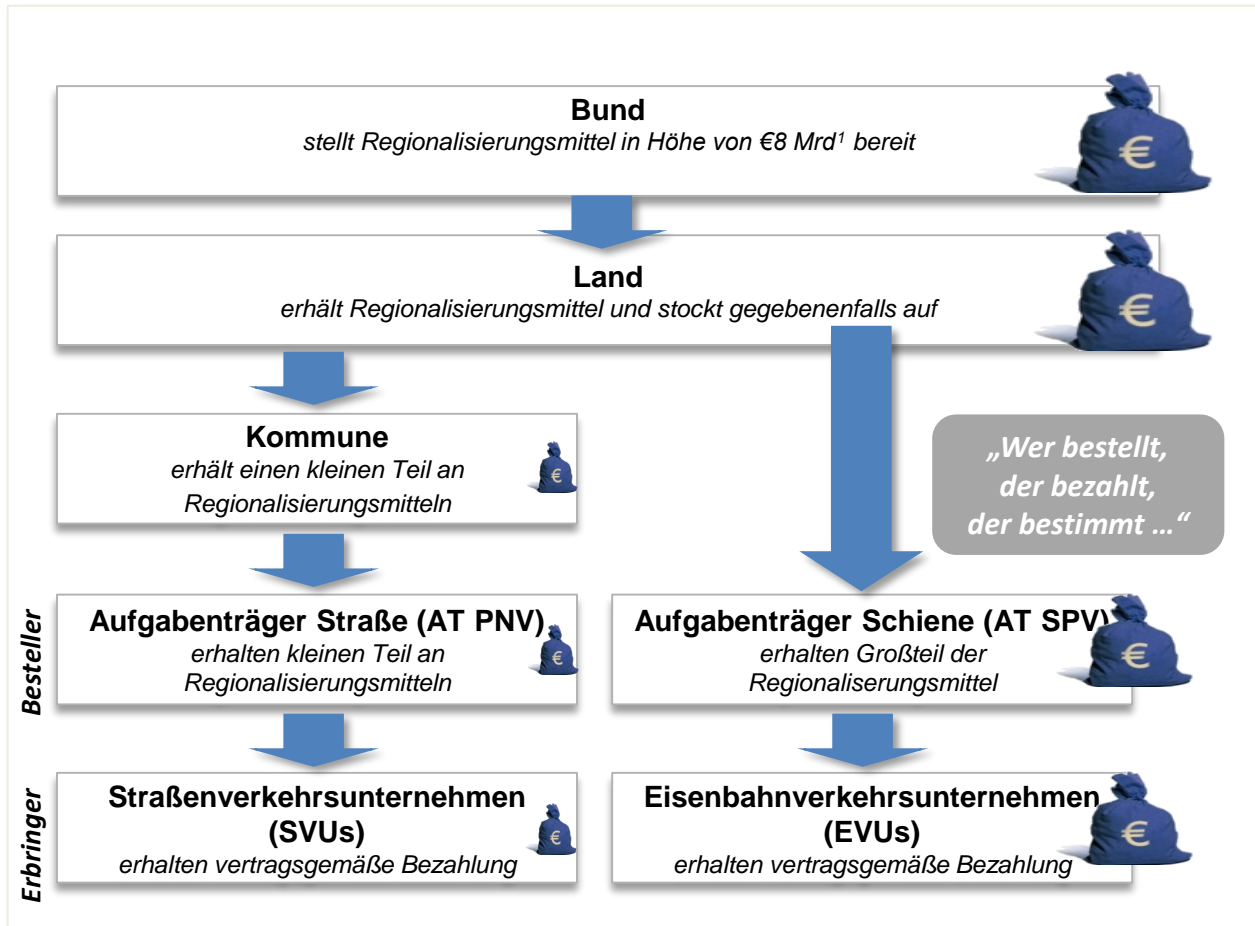 Bund
stellt Regionalisierungsmittel in Höhe von €8 Mrd¹ bereit
€
Land
erhält Regionalisierungsmittel und stockt gegebenenfalls auf
€
Kommune
erhält einen kleinen Teil an
Regionalisierungsmitteln
€
„Wer bestellt,
der bezahlt,
der bestimmt ...“
Besteller
Aufgabenträger Straße (AT PNV)
erhalten kleinen Teil an
Regionalisierungsmitteln
€
Aufgabenträger Schiene (AT SPV)
erhalten Großteil der
Regionaliserungsmittel
€
Erbringer
Straßenverkehrsunternehmen
(SVUs)
erhalten vertragsgemäße Bezahlung
€
Eisenbahnverkehrsunternehmen
(EVUs)
erhalten vertragsgemäße Bezahlung
€